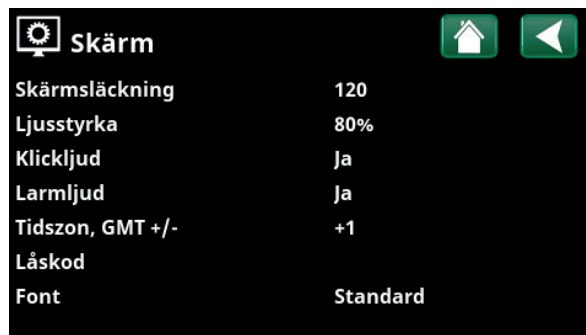 Skärm
Skärmsläckning 120
Ljusstyrka 80%
Klickljud Ja
Larmljud Ja
Tidszon, GMT +/- +1
Låskod
Font Standard